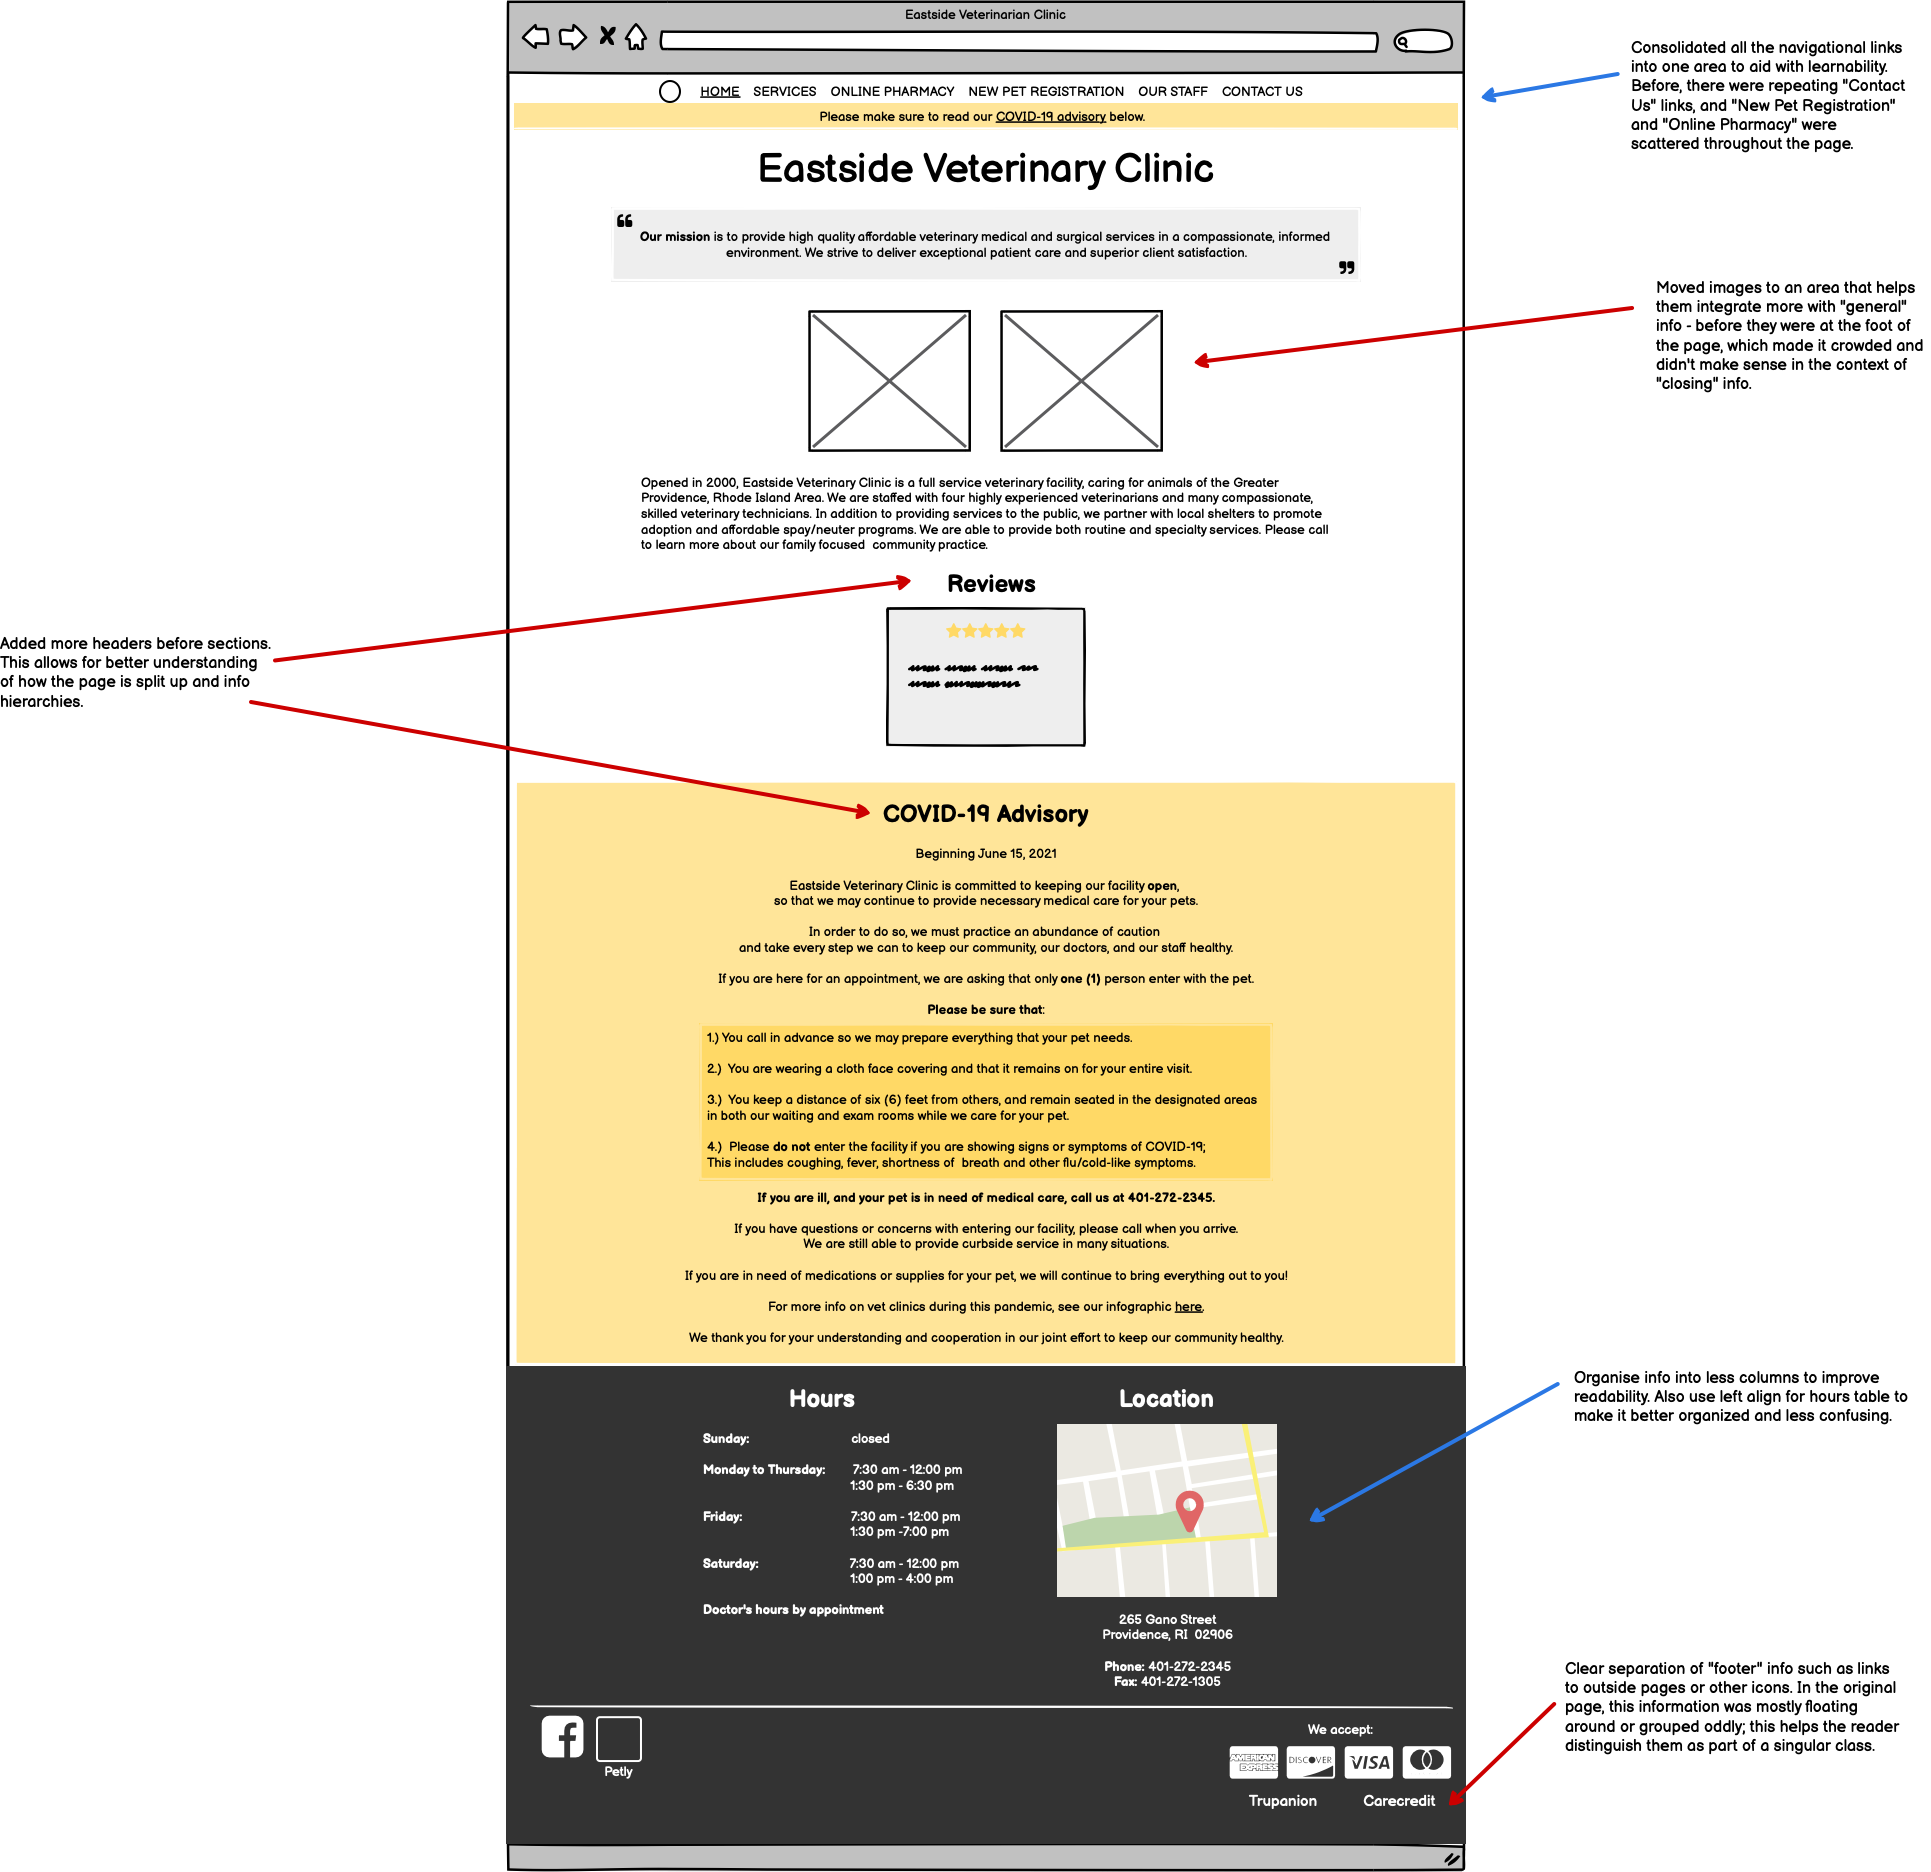 Eastside Veterinarian Clinic
HOME SERVICES ONLINE PHARMACY NEW PET REGISTRATION OUR STAFF CONTACT US
Please make sure to read our COVID-19 advisory below.
Eastside Veterinary Clinic
“
Our mission is to provide high quality affordable veterinary medical and surgical services in a compassionate, informed
environment. We strive to deliver exceptional patient care and superior client satisfaction.
”
Opened in 2000, Eastside Veterinary Clinic is a full service veterinary facility, caring for animals of the Greater
Providence, Rhode Island Area. We are staffed with four highly experienced veterinarians and many compassionate,
skilled veterinary technicians. In addition to providing services to the public, we partner with local shelters to promote
adoption and affordable spay/neuter programs. We are able to provide both routine and specialty services. Please call
to learn more about our family focused community practice.
Reviews
COVID-19 Advisory
Beginning June 15, 2021
Eastside Veterinary Clinic is committed to keeping our facility open,
so that we may continue to provide necessary medical care for your pets.
In order to do so, we must practice an abundance of caution
and take every step we can to keep our community, our doctors, and our staff healthy.
If you are here for an appointment, we are asking that only one (1) person enter with the pet.
Please be sure that:
1.) You call in advance so we may prepare everything that your pet needs.
2.) You are wearing a cloth face covering and that it remains on for your entire visit.
3.) You keep a distance of six (6) feet from others, and remain seated in the designated areas
in both our waiting and exam rooms while we care for your pet.
4.) Please do not enter the facility if you are showing signs or symptoms of COVID-19;
This includes coughing, fever, shortness of breath and other flu/cold-like symptoms.
If you are ill, and your pet is in need of medical care, call us at 401-272-2345.
If you have questions or concerns with entering our facility, please call when you arrive.
We are still able to provide curbside service in many situations.
If you are in need of medications or supplies for your pet, we will continue to bring everything out to you!
For more info on vet clinics during this pandemic, see our infographic here.
We thank you for your understanding and cooperation in our joint effort to keep our community healthy.
Hours
Sunday: closed
Monday to Thursday: 7:30 am - 12:00 pm
1:30 pm - 6:30 pm
Friday: 7:30 am - 12:00 pm
1:30 pm -7:00 pm
Saturday: 7:30 am - 12:00 pm
1:00 pm - 4:00 pm
Doctor's hours by appointment
Location
265 Gano Street
Providence, RI 02906
Phone: 401-272-2345
Fax: 401-272-1305
Petly
We accept:
AMERICAN EXPRESS DISCOVER VISA
Trupanion Carecredit
Consolidated all the navigational links
into one area to aid with learnability.
Before, there were repeating "Contact
Us" links, and "New Pet Registration"
and "Online Pharmacy" were
scattered throughout the page.
Moved images to an area that helps
them integrate more with "general"
info - before they were at the foot of
the page, which made it crowded and
didn't make sense in the context of
"closing" info.
Added more headers before sections.
This allows for better understanding
of how the page is split up and info
hierarchies.
Organise info into less columns to improve
readability. Also use left align for hours table to
make it better organized and less confusing.
Clear separation of "footer" info such as links
to outside pages or other icons. In the original
page, this information was mostly floating
around or grouped oddly; this helps the reader
distinguish them as part of a singular class.